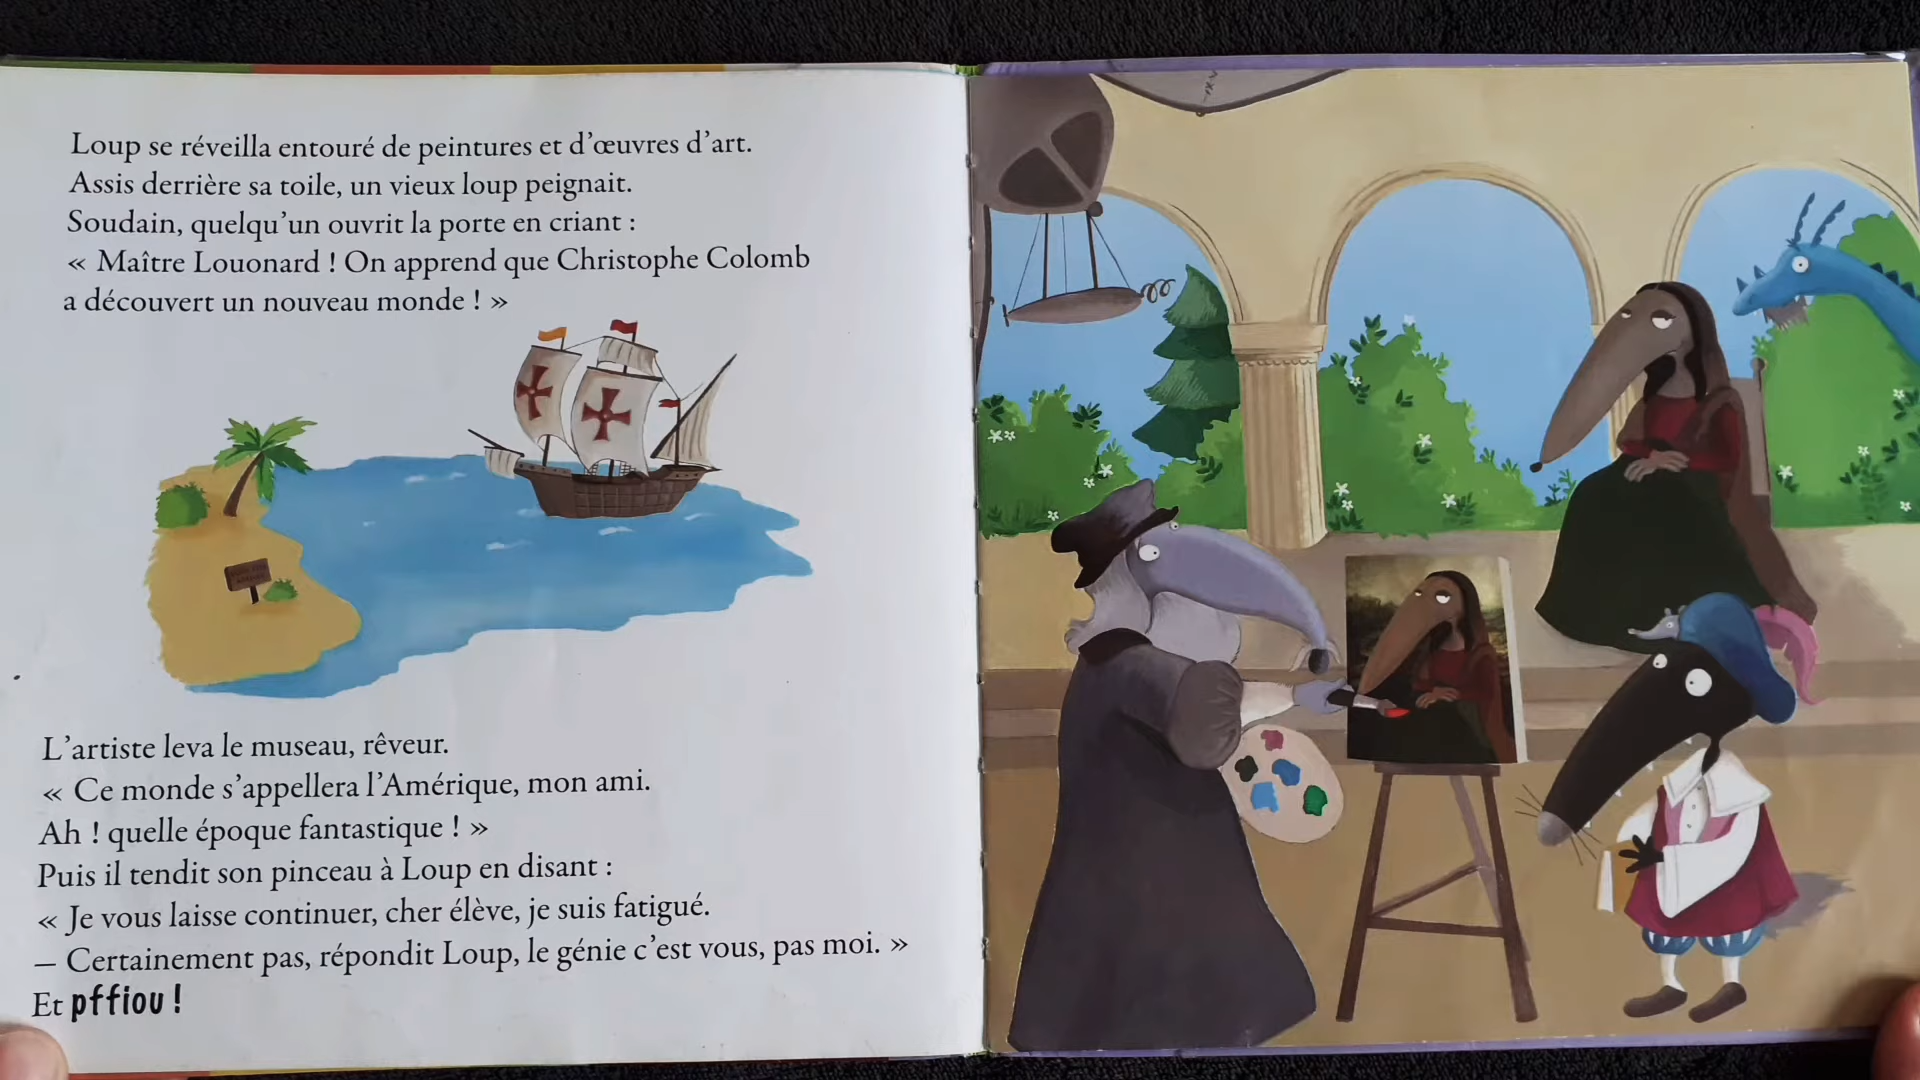 Loup se réveilla entouré de peintures et d'œuvres d'art.
Assis derrière sa toile, un vieux loup peignait.
Soudain, quelqu'un ouvrit la porte en criant :
« Maître Louonard ! On apprend que Christophe Colomb
a découvert un nouveau monde ! »
L'artiste leva le museau, rêveur.
« Ce monde s'appellera l'Amérique, mon ami.
Ah ! quelle époque fantastique ! »
Puis il tendit son pinceau à Loup en disant :
« Je vous laisse continuer, cher élève, je suis fatigué.
– Certainement pas, répondit Loup, le génie c'est vous, pas moi. »
Et pffiou !